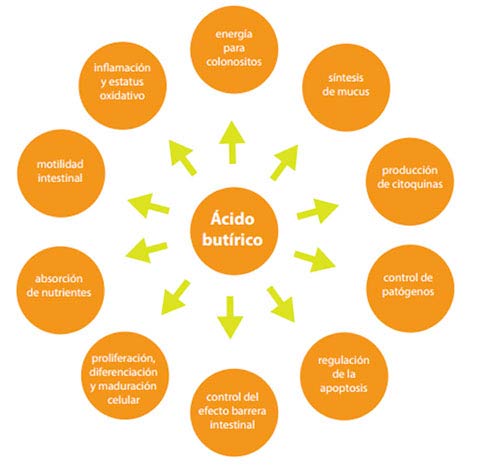 energía
para
colonositos
síntesis
de mucus
producción
de citoquinas
control de
patógenos
regulación
de la
apoptosis
control del
efecto barrera
intestinal
proliferación,
diferenciación
y maduración
celular
absorción
de nutrientes
motilidad
intestinal
inflamación
y estatus
oxidativo
Ácido
butírico